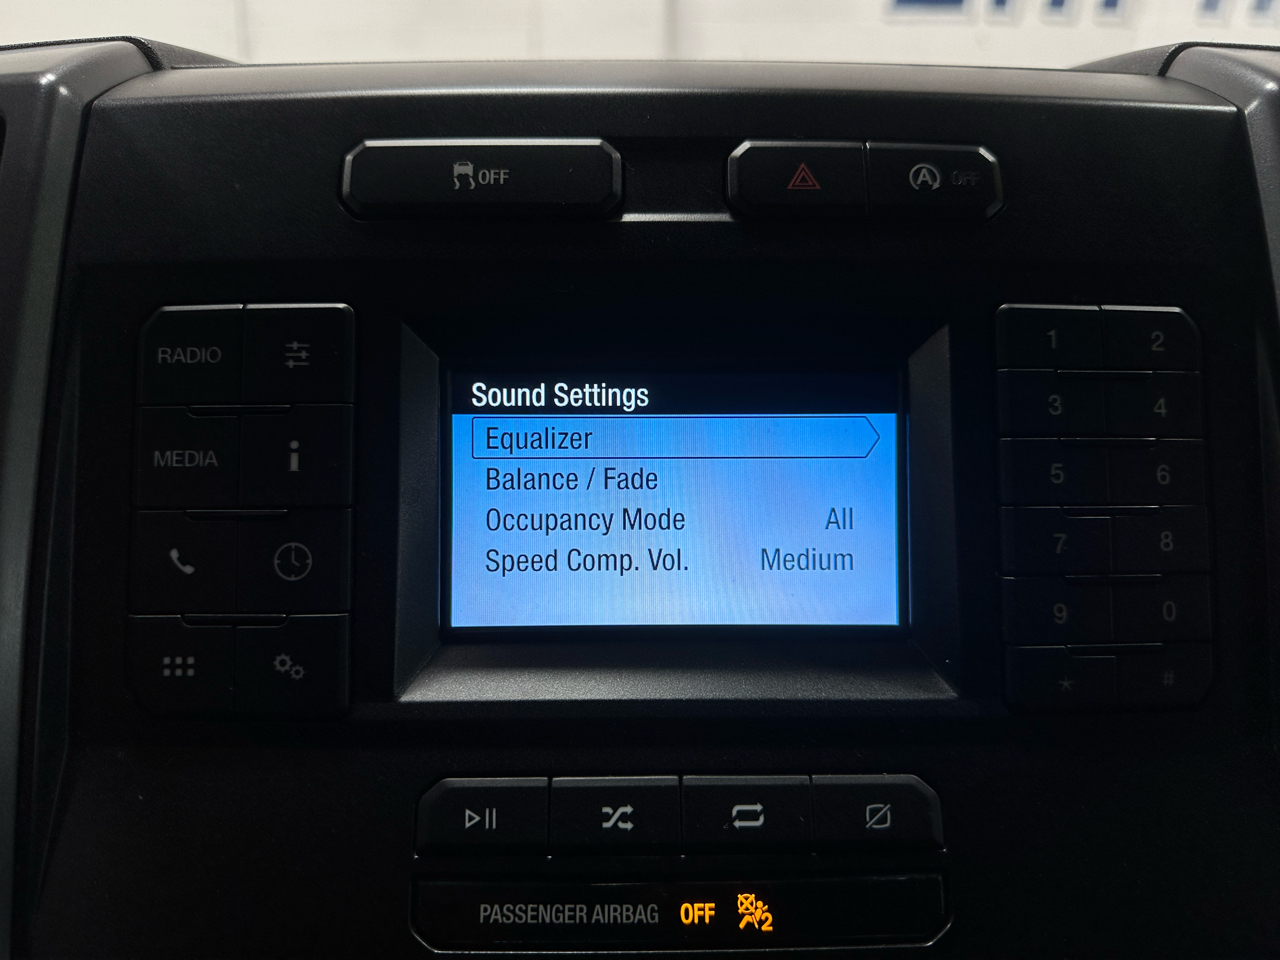 OFF
OFF
RADIO
MEDIA
Sound Settings
Equalizer
Balance / Fade
Occupancy Mode All
Speed Comp. Vol. Medium
1 2
3 4
5 6
7 8
9 0
* #
PASSENGER AIRBAG OFF 2